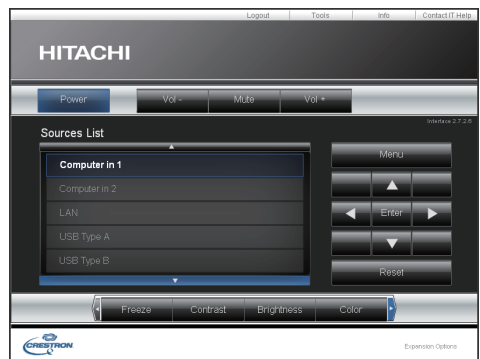 Logout Tools Info Contact IT Help
HITACHI
Power Vol - Mute Vol +
Interface 2.7.2.6
Sources List
Menu
Computer in 1
Computer in 2
LAN
Enter
USB Type A
USB Type B
Reset
Freeze Contrast Brightness Color
CRESTRON
Expansion Options